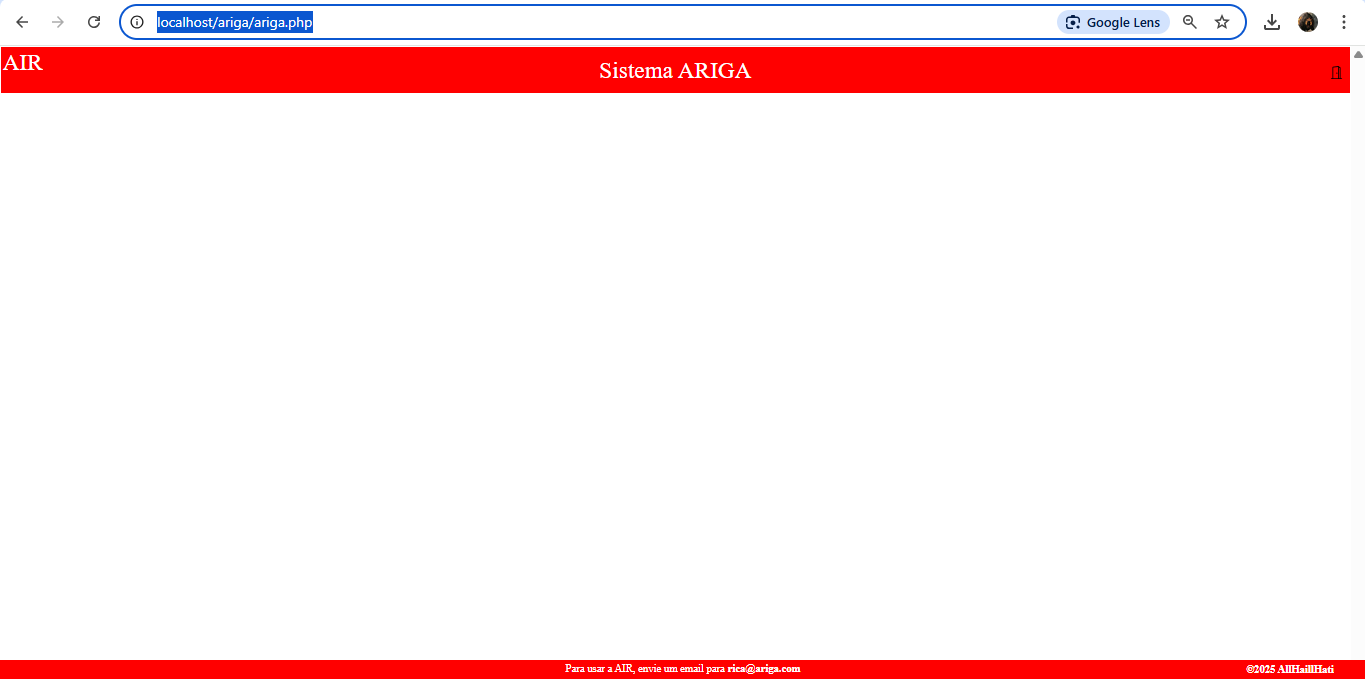 localhost/ariga/ariga.php
Google Lens
AIR
Sistema ARIGA
Para usar a AIR, envie um email para rica@ariga.com
©2025 AllHaillHati